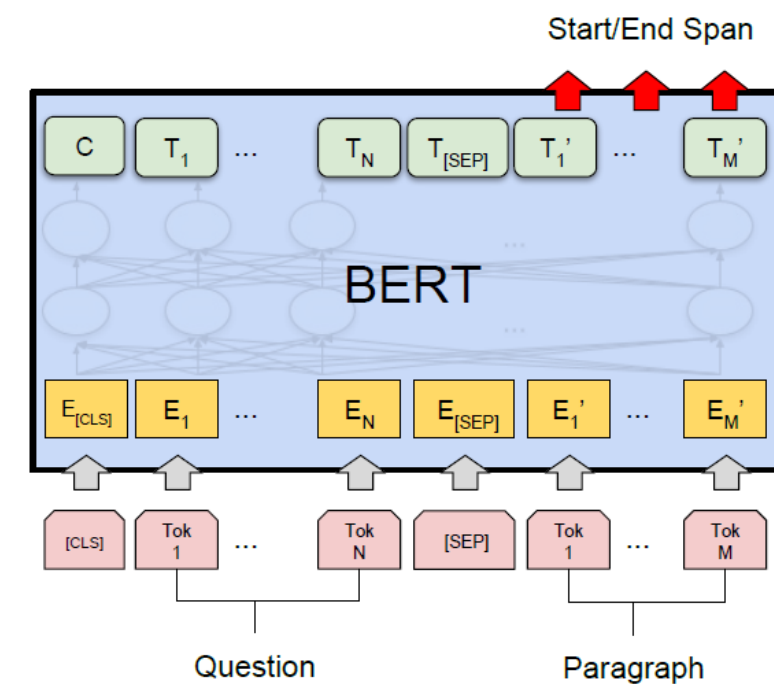 Start/End Span
C T1 ... TN T[SEP] T1’ ... TM’
...
BERT
...
E[CLS] E1 ... EN E[SEP] E1’ ... EM’
[CLS] Tok 1 ... Tok N [SEP] Tok 1 ... Tok M
Question Paragraph